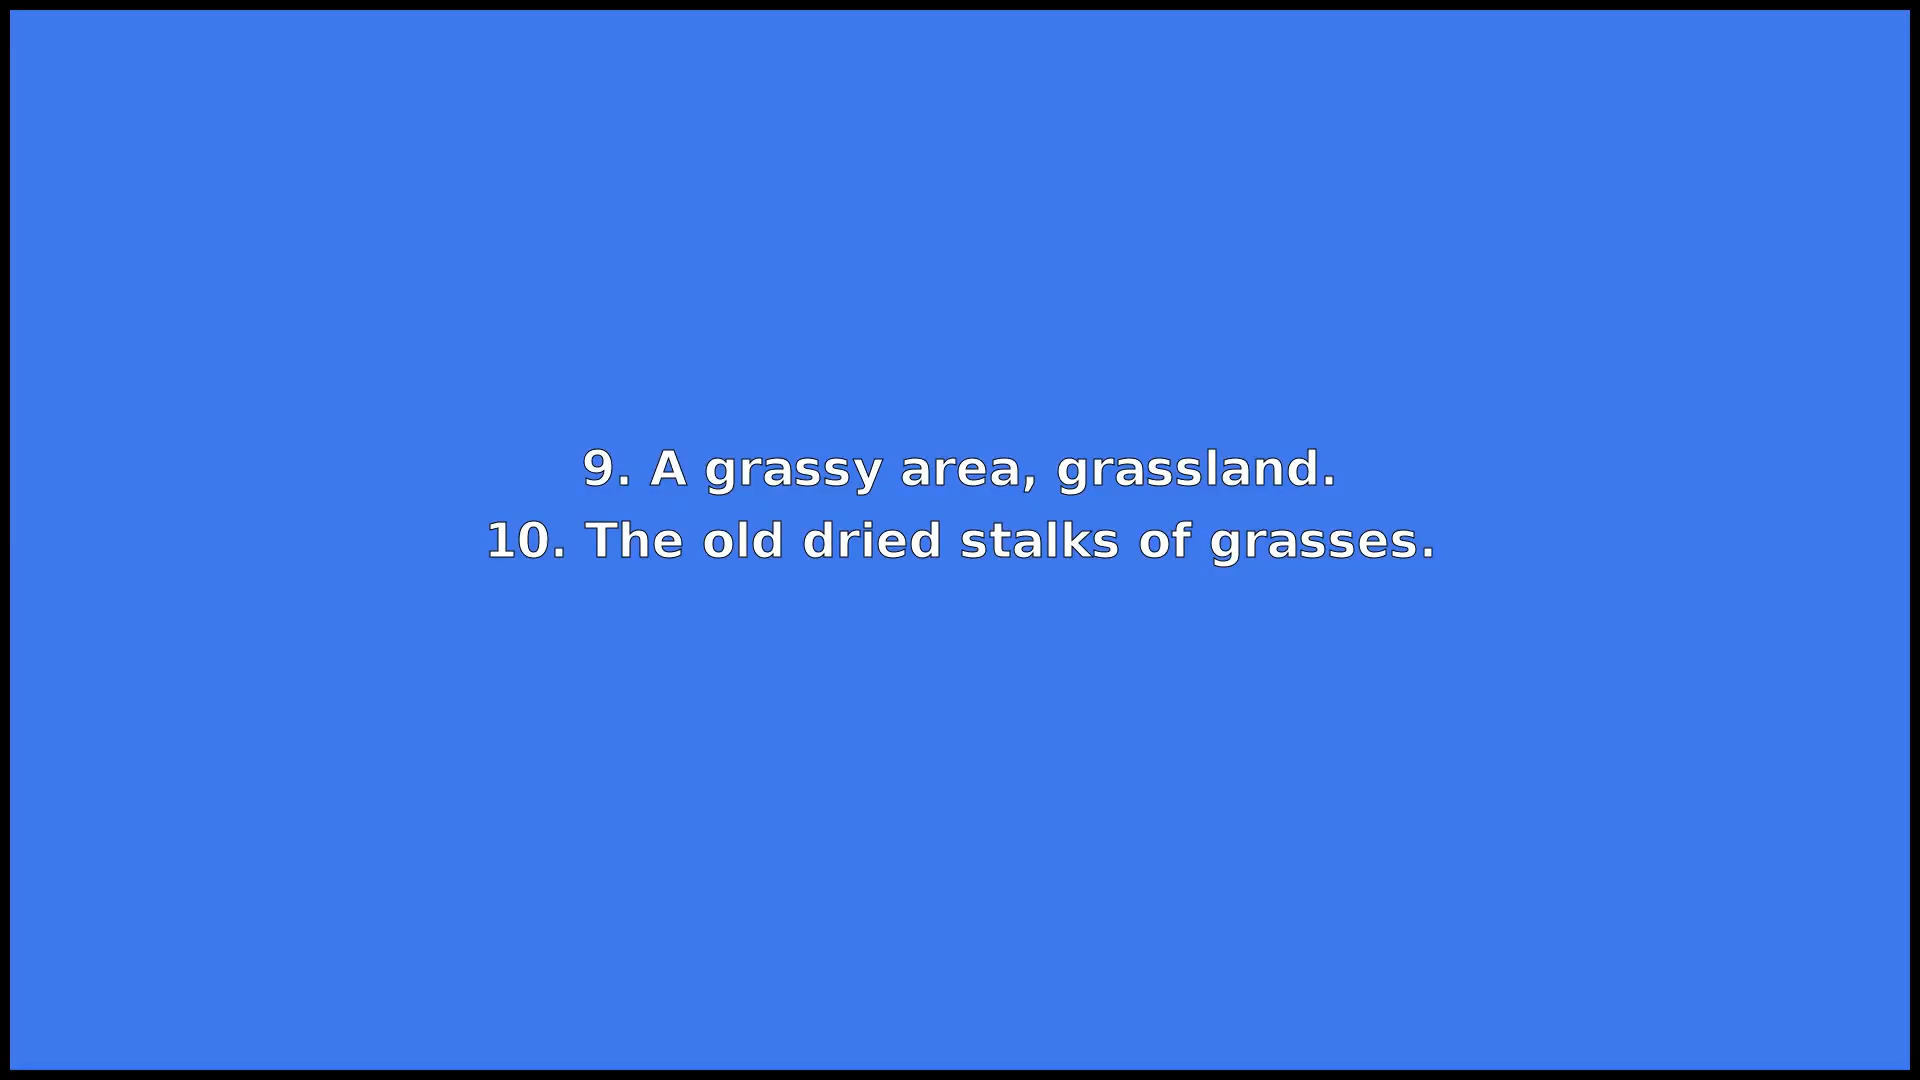 9. A grassy area, grassland.
10. The old dried stalks of grasses.